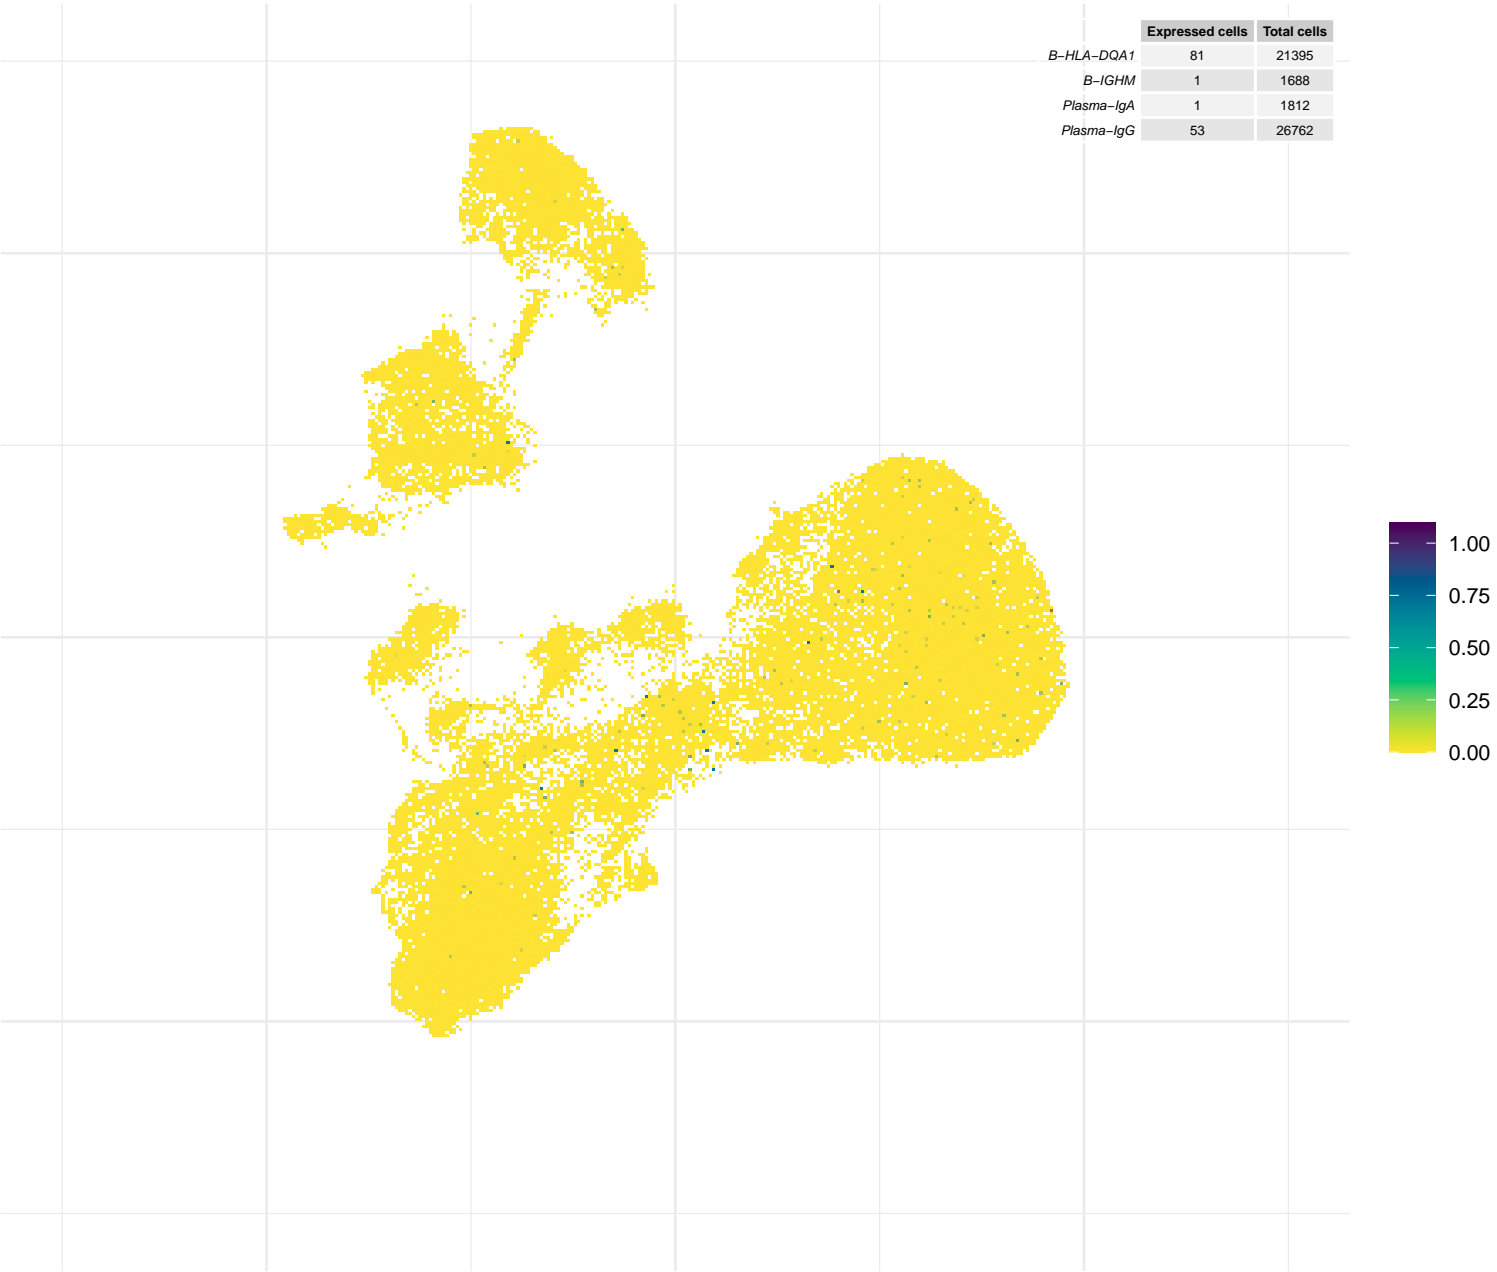 Expressed cells Total cells
B−HLA−DQA1 81 21395
B−IGHM 1 1688
Plasma−IgA 1 1812
Plasma−IgG 53 26762
1.00
0.75
0.50
0.25
0.00